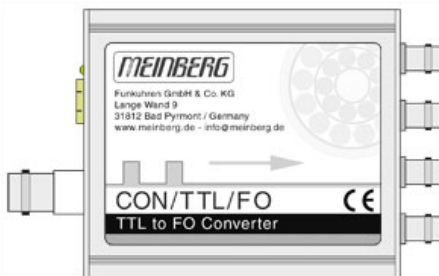 MEINBERG
Funkuhren GmbH & Co. KG
Lange Wand 9
31812 Bad Pyrmont / Germany
www.meinberg.de - info@meinberg.de
CON/TTL/FO
CE
TTL to FO Converter